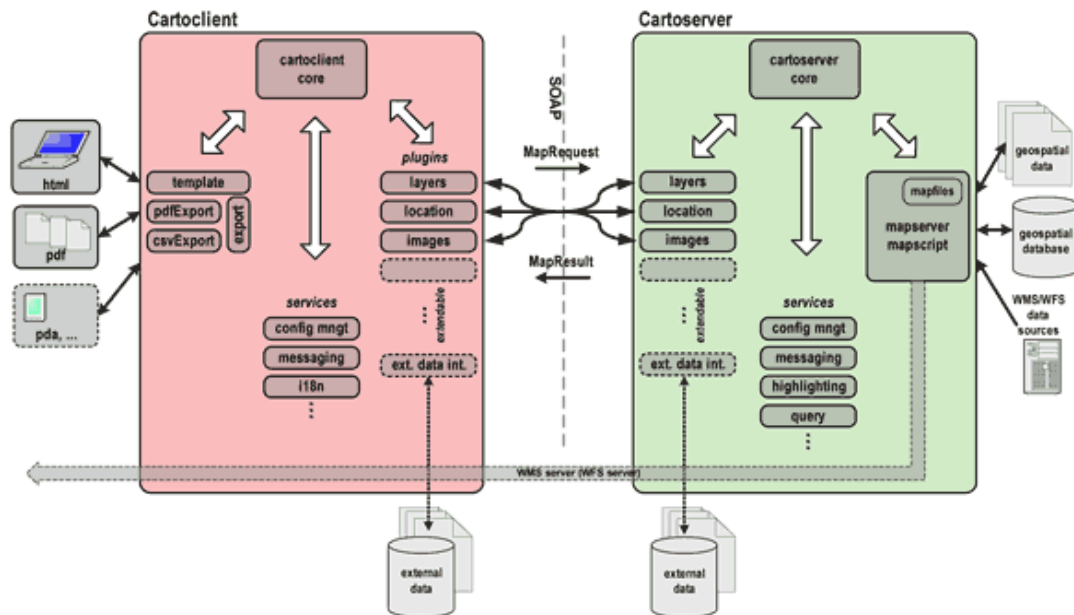 Cartoclient
Cartoserver
cartoclient
core
cartoserver
core
SOAP
html
pdf
pda, ...
template
pdfExport
csvExport
export
plugins
layers
location
images
...
extendable
ext. data int.
services
config mngt
messaging
i18n
...
MapRequest
MapResult
layers
location
images
...
extendable
ext. data int.
services
config mngt
messaging
highlighting
query
...
mapfiles
mapserver
mapscript
geospatial
data
geospatial
database
WMS/WFS
data
sources
WMS server (WFS server)
external
data
external
data